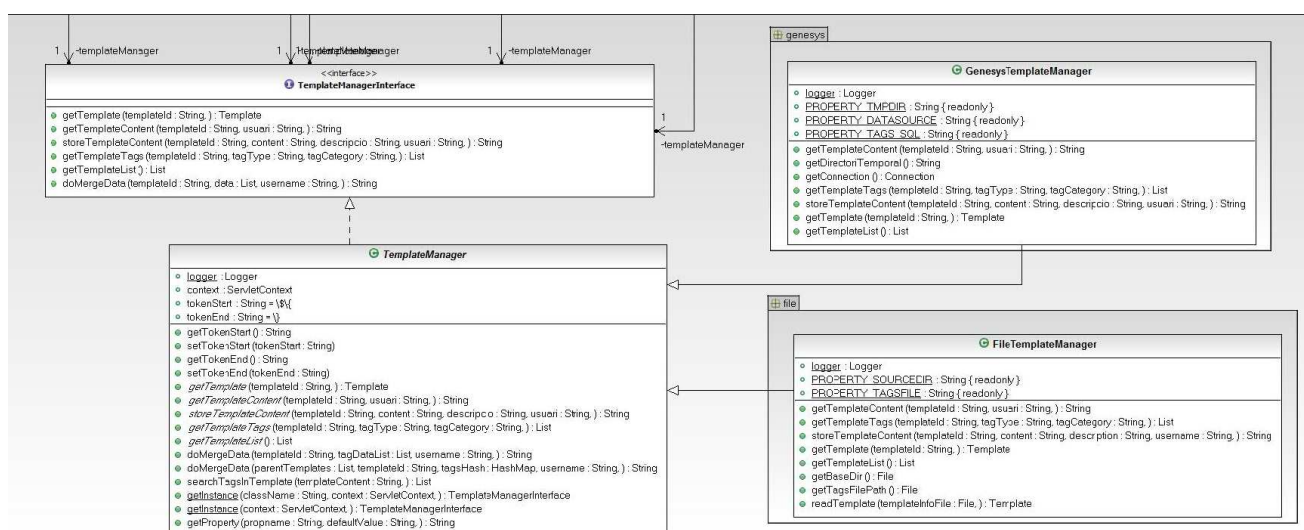 1 -templateManager
1
1 -templateManager
<<interface>>
TemplateManagerInterface
getTemplate (templateId : String, ) : Template
getTemplateContent (templateId : String, usuari : String, ) : String
storeTemplateContent (templateId : String, content : String, descripcio : String, usuari : String, ) : String
getTemplateTags (templateId : String, tagType : String, tagCategory : String, ) : List
getTemplateList () : List
doMergeData (templateId : String, data : List, username : String, ) : String
1
-templateManager
TemplateManager
logger : Logger
context : ServletContext
tokenStart : String = \$\{
tokenEnd : String = \}
getTokenStart () : String
setTokenStart (tokenStart : String)
getTokenEnd () : String
setTokenEnd (tokenEnd : String)
getTemplate (templateId : String, ) : Template
getTemplateContent (templateId : String, usuari : String, ) : String
storeTemplateContent (templateId : String, content : String, descripcio : String, usuari : String, ) : String
getTemplateTags (templateId : String, tagType : String, tagCategory : String, ) : List
getTemplateList () : List
doMergeData (templateId : String, tagDataList : List, username : String, ) : String
doMergeData (parentTemplates : List, templateId : String, tagsHash : HashMap, username : String, ) : String
searchTagsInTemplate (templateContent : String, ) : List
getInstance (className : String, context : ServletContext, ) : TemplateManagerInterface
getInstance (context : ServletContext, ) : TemplateManagerInterface
getProperty (propname : String, defaultValue : String, ) : String
genesys
GenesysTemplateManager
logger : Logger
PROPERTY_TMPDIR : String { readonly }
PROPERTY_DATASOURCE : String { readonly }
PROPERTY_TAGS_SQL : String { readonly }
getTemplateContent (templateId : String, usuari : String, ) : String
getDirectoriTemporal () : String
getConnection () : Connection
getTemplateTags (templateId : String, tagType : String, tagCategory : String, ) : List
storeTemplateContent (templateId : String, content : String, descripcio : String, usuari : String, ) : String
getTemplate (templateId : String, ) : Template
getTemplateList () : List
file
FileTemplateManager
logger : Logger
PROPERTY_SOURCEDIR : String { readonly }
PROPERTY_TAGSFILE : String { readonly }
getTemplateContent (templateId : String, usuari : String, ) : String
getTemplateTags (templateId : String, tagType : String, tagCategory : String, ) : List
storeTemplateContent (templateId : String, content : String, description : String, username : String, ) : String
getTemplate (templateId : String, ) : Template
getTemplateList () : List
getBaseDir () : File
getTagsFilePath () : File
readTemplate (templateInfoFile : File, ) : Template